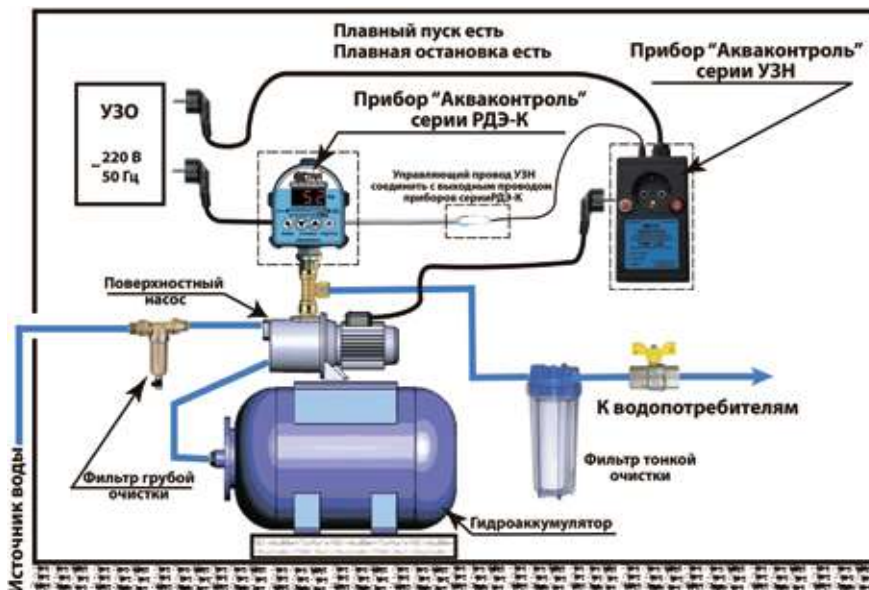 Плавный пуск есть
Плавная остановка есть
Прибор "Акваконтроль"
серии УЗН
УЗО
220 В
50 Гц
Прибор "Акваконтроль"
серии РДЭ-К
Управляющий провод УЗН
соединить с выходным проводом
приборов серииРДЭ-К
Поверхностный
насос
К водопотребителям
Фильтр грубой
очистки
Фильтр тонкой
очистки
Гидроаккумулятор
Источник воды